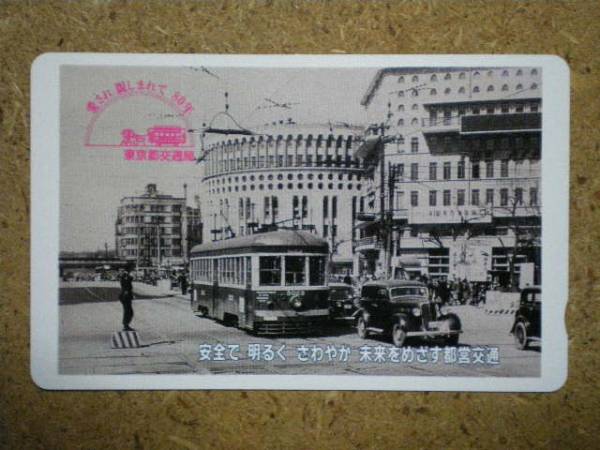 愛され 親しまれて 80年
東京都交通局
安全で 明るく さわやか 未来をめざす都営交通